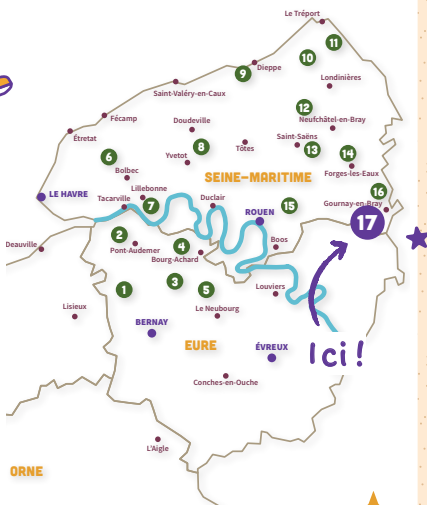 Le Tréport
11
10
Dieppe
9
Londinières
Saint-Valéry-en-Caux
12
Fécamp
Doudeville
Neufchâtel-en-Bray
Étretat
Saint-Saëns
8
Tôtes
13
14
6
Yvetot
Forges-les-Eaux
Bolbec
SEINE-MARITIME
Lillebonne
16
LE HAVRE
Tacarville
7
Duclair
15
Gournay-en-Bray
ROUEN
17
2
Deauville
Pont-Audemer
4
Boos
Bourg-Achard
3
1
5
Louviers
Lisieux
Le Neubourg
BERNAY
EURE
ÉVREUX
Ici !
Conches-en-Ouche
L'Aigle
ORNE